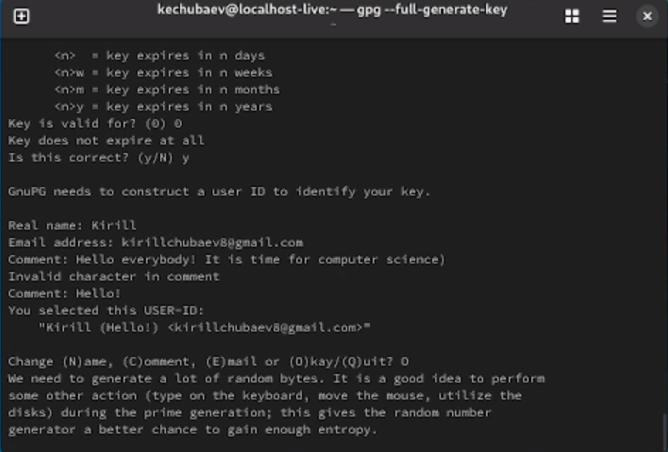 kechubaev@localhost-live:~ — gpg --full-generate-key
<n>  = key expires in n days
<n>w = key expires in n weeks
<n>m = key expires in n months
<n>y = key expires in n years
Key is valid for? (0) 0
Key does not expire at all
Is this correct? (y/N) y
GnuPG needs to construct a user ID to identify your key.
Real name: Kirill
Email address: kirillchubaev8@gmail.com
Comment: Hello everybody! It is time for computer science)
Invalid character in comment
Comment: Hello!
You selected this USER-ID:
"Kirill (Hello!) <kirillchubaev8@gmail.com>"
Change (N)ame, (C)omment, (E)mail or (O)kay/(Q)uit? O
We need to generate a lot of random bytes. It is a good idea to perform
some other action (type on the keyboard, move the mouse, utilize the
disks) during the prime generation; this gives the random number
generator a better chance to gain enough entropy.